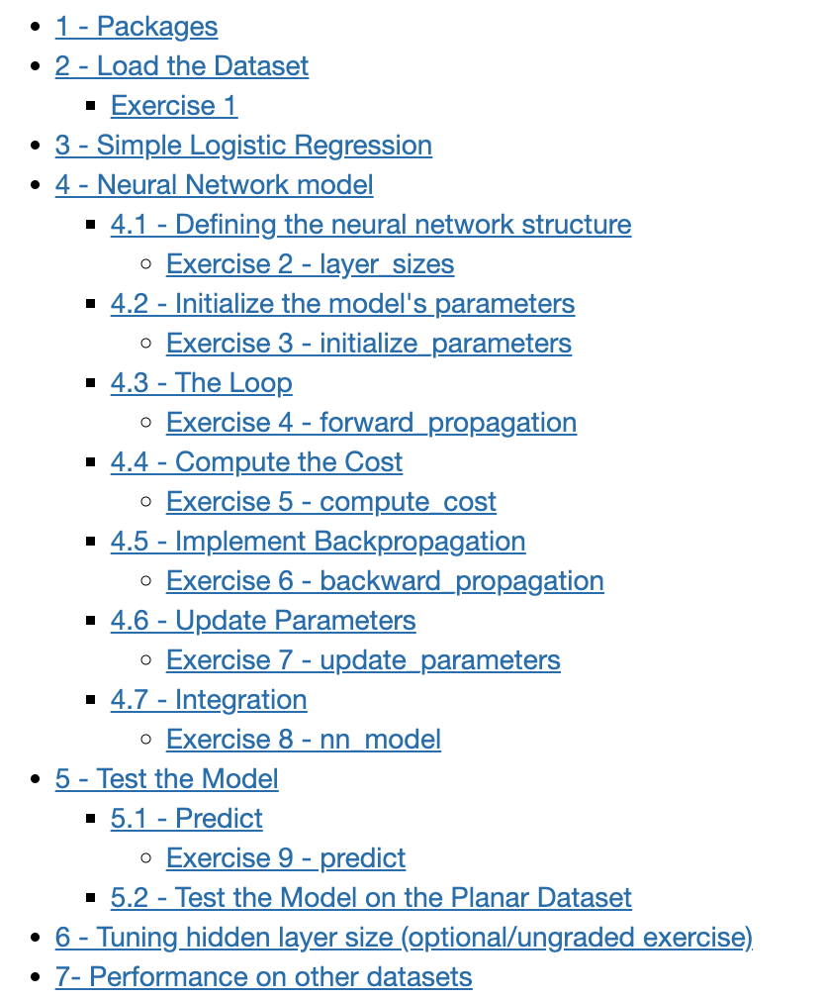 1 - Packages
2 - Load the Dataset
Exercise 1
3 - Simple Logistic Regression
4 - Neural Network model
4.1 - Defining the neural network structure
Exercise 2 - layer_sizes
4.2 - Initialize the model's parameters
Exercise 3 - initialize_parameters
4.3 - The Loop
Exercise 4 - forward_propagation
4.4 - Compute the Cost
Exercise 5 - compute_cost
4.5 - Implement Backpropagation
Exercise 6 - backward_propagation
4.6 - Update Parameters
Exercise 7 - update_parameters
4.7 - Integration
Exercise 8 - nn_model
5 - Test the Model
5.1 - Predict
Exercise 9 - predict
5.2 - Test the Model on the Planar Dataset
6 - Tuning hidden layer size (optional/ungraded exercise)
7- Performance on other datasets